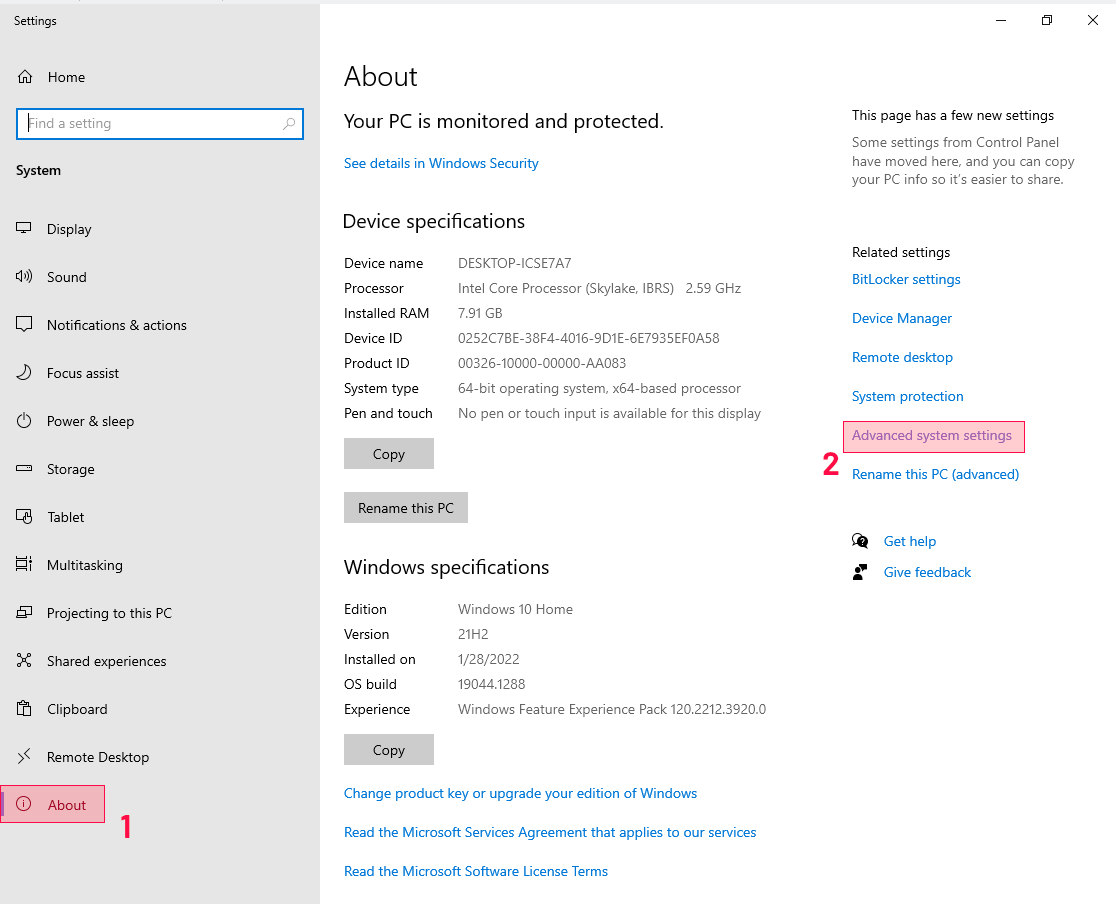 Settings
Home
Find a setting
System
Display
Sound
Notifications & actions
Focus assist
Power & sleep
Storage
Tablet
Multitasking
Projecting to this PC
Shared experiences
Clipboard
Remote Desktop
About
1
About
Your PC is monitored and protected.
See details in Windows Security
Device specifications
Device name DESKTOP-ICSE7A7
Processor Intel Core Processor (Skylake, IBRS) 2.59 GHz
Installed RAM 7.91 GB
Device ID 0252C7BE-38F4-4016-9D1E-6E7935EF0A58
Product ID 00326-10000-00000-AA083
System type 64-bit operating system, x64-based processor
Pen and touch No pen or touch input is available for this display
Copy
Rename this PC
Windows specifications
Edition Windows 10 Home
Version 21H2
Installed on 1/28/2022
OS build 19044.1288
Experience Windows Feature Experience Pack 120.2212.3920.0
Copy
Change product key or upgrade your edition of Windows
Read the Microsoft Services Agreement that applies to our services
Read the Microsoft Software License Terms
This page has a few new settings
Some settings from Control Panel
have moved here, and you can copy
your PC info so it's easier to share.
Related settings
BitLocker settings
Device Manager
Remote desktop
System protection
Advanced system settings
2
Rename this PC (advanced)
Get help
Give feedback